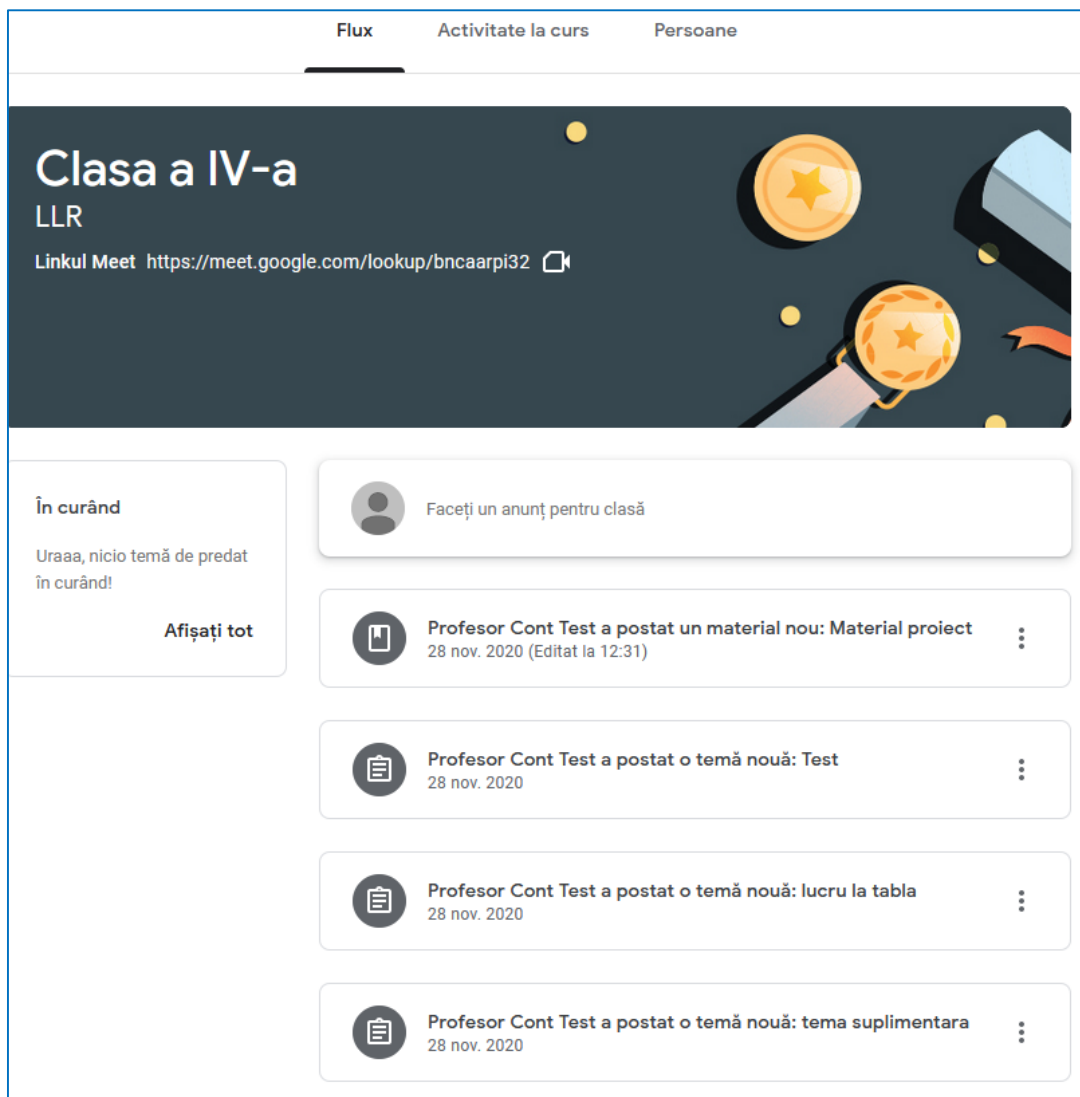 Flux Activitate la curs Persoane
Clasa a IV-a
LLR
Linkul Meet https://meet.google.com/lookup/bncaarpi32
În curând
Uraaa, nicio temă de predat
în curând!
Afișați tot
Faceți un anunț pentru clasă
Profesor Cont Test a postat un material nou: Material proiect
28 nov. 2020 (Editat la 12:31)
Profesor Cont Test a postat o temă nouă: Test
28 nov. 2020
Profesor Cont Test a postat o temă nouă: lucru la tabla
28 nov. 2020
Profesor Cont Test a postat o temă nouă: tema suplimentara
28 nov. 2020